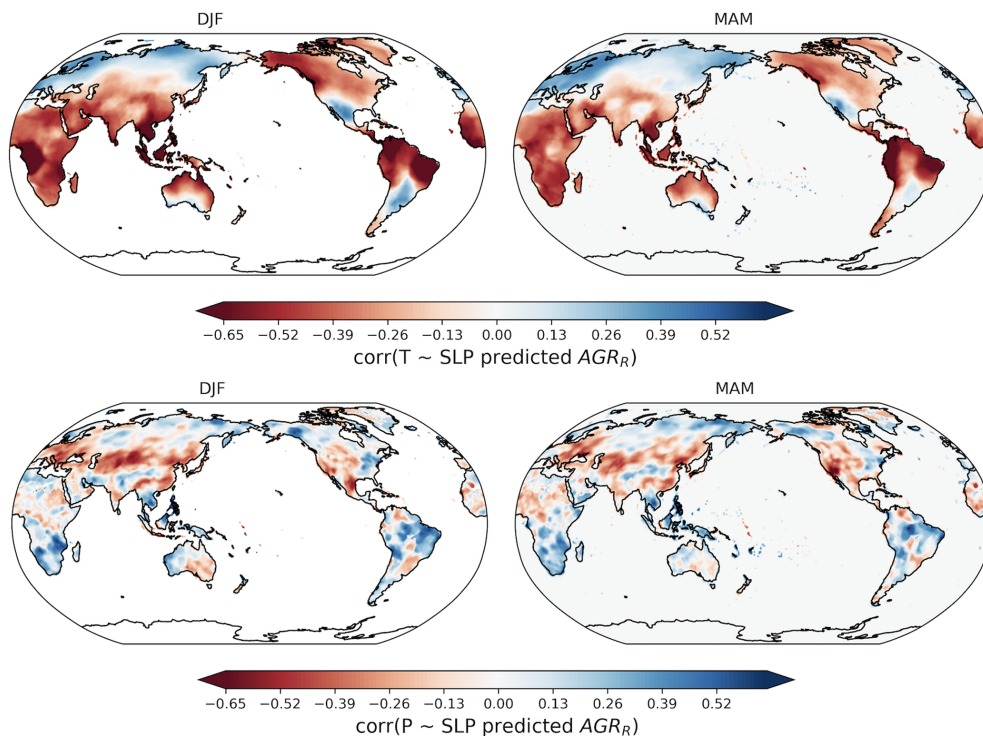 DJF MAM
−0.65 −0.52 −0.39 −0.26 −0.13 0.00 0.13 0.26 0.39 0.52
corr(T ~ SLP predicted AGR_R)
DJF MAM
−0.65 −0.52 −0.39 −0.26 −0.13 0.00 0.13 0.26 0.39 0.52
corr(P ~ SLP predicted AGR_R)